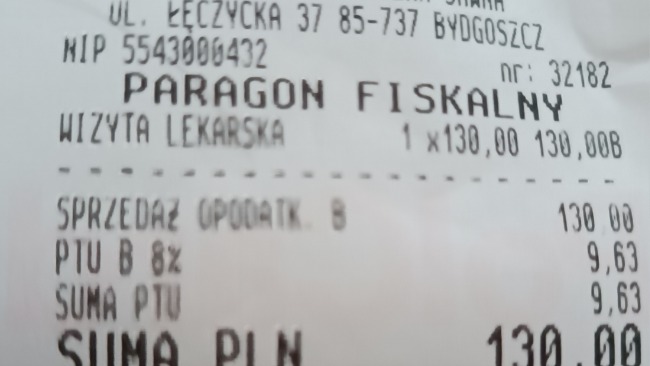 UL. ŁĘCZYCKA 37 85-737 BYDGOSZCZ
NIP 5543000432
nr: 32182
PARAGON FISKALNY
WIZYTA LEKARSKA 1 x130,00 130,00B
SPRZEDAŻ OPODATK. B 130,00
PTU B 8% 9,63
SUMA PTU 9,63
SUMA PLN 130,00